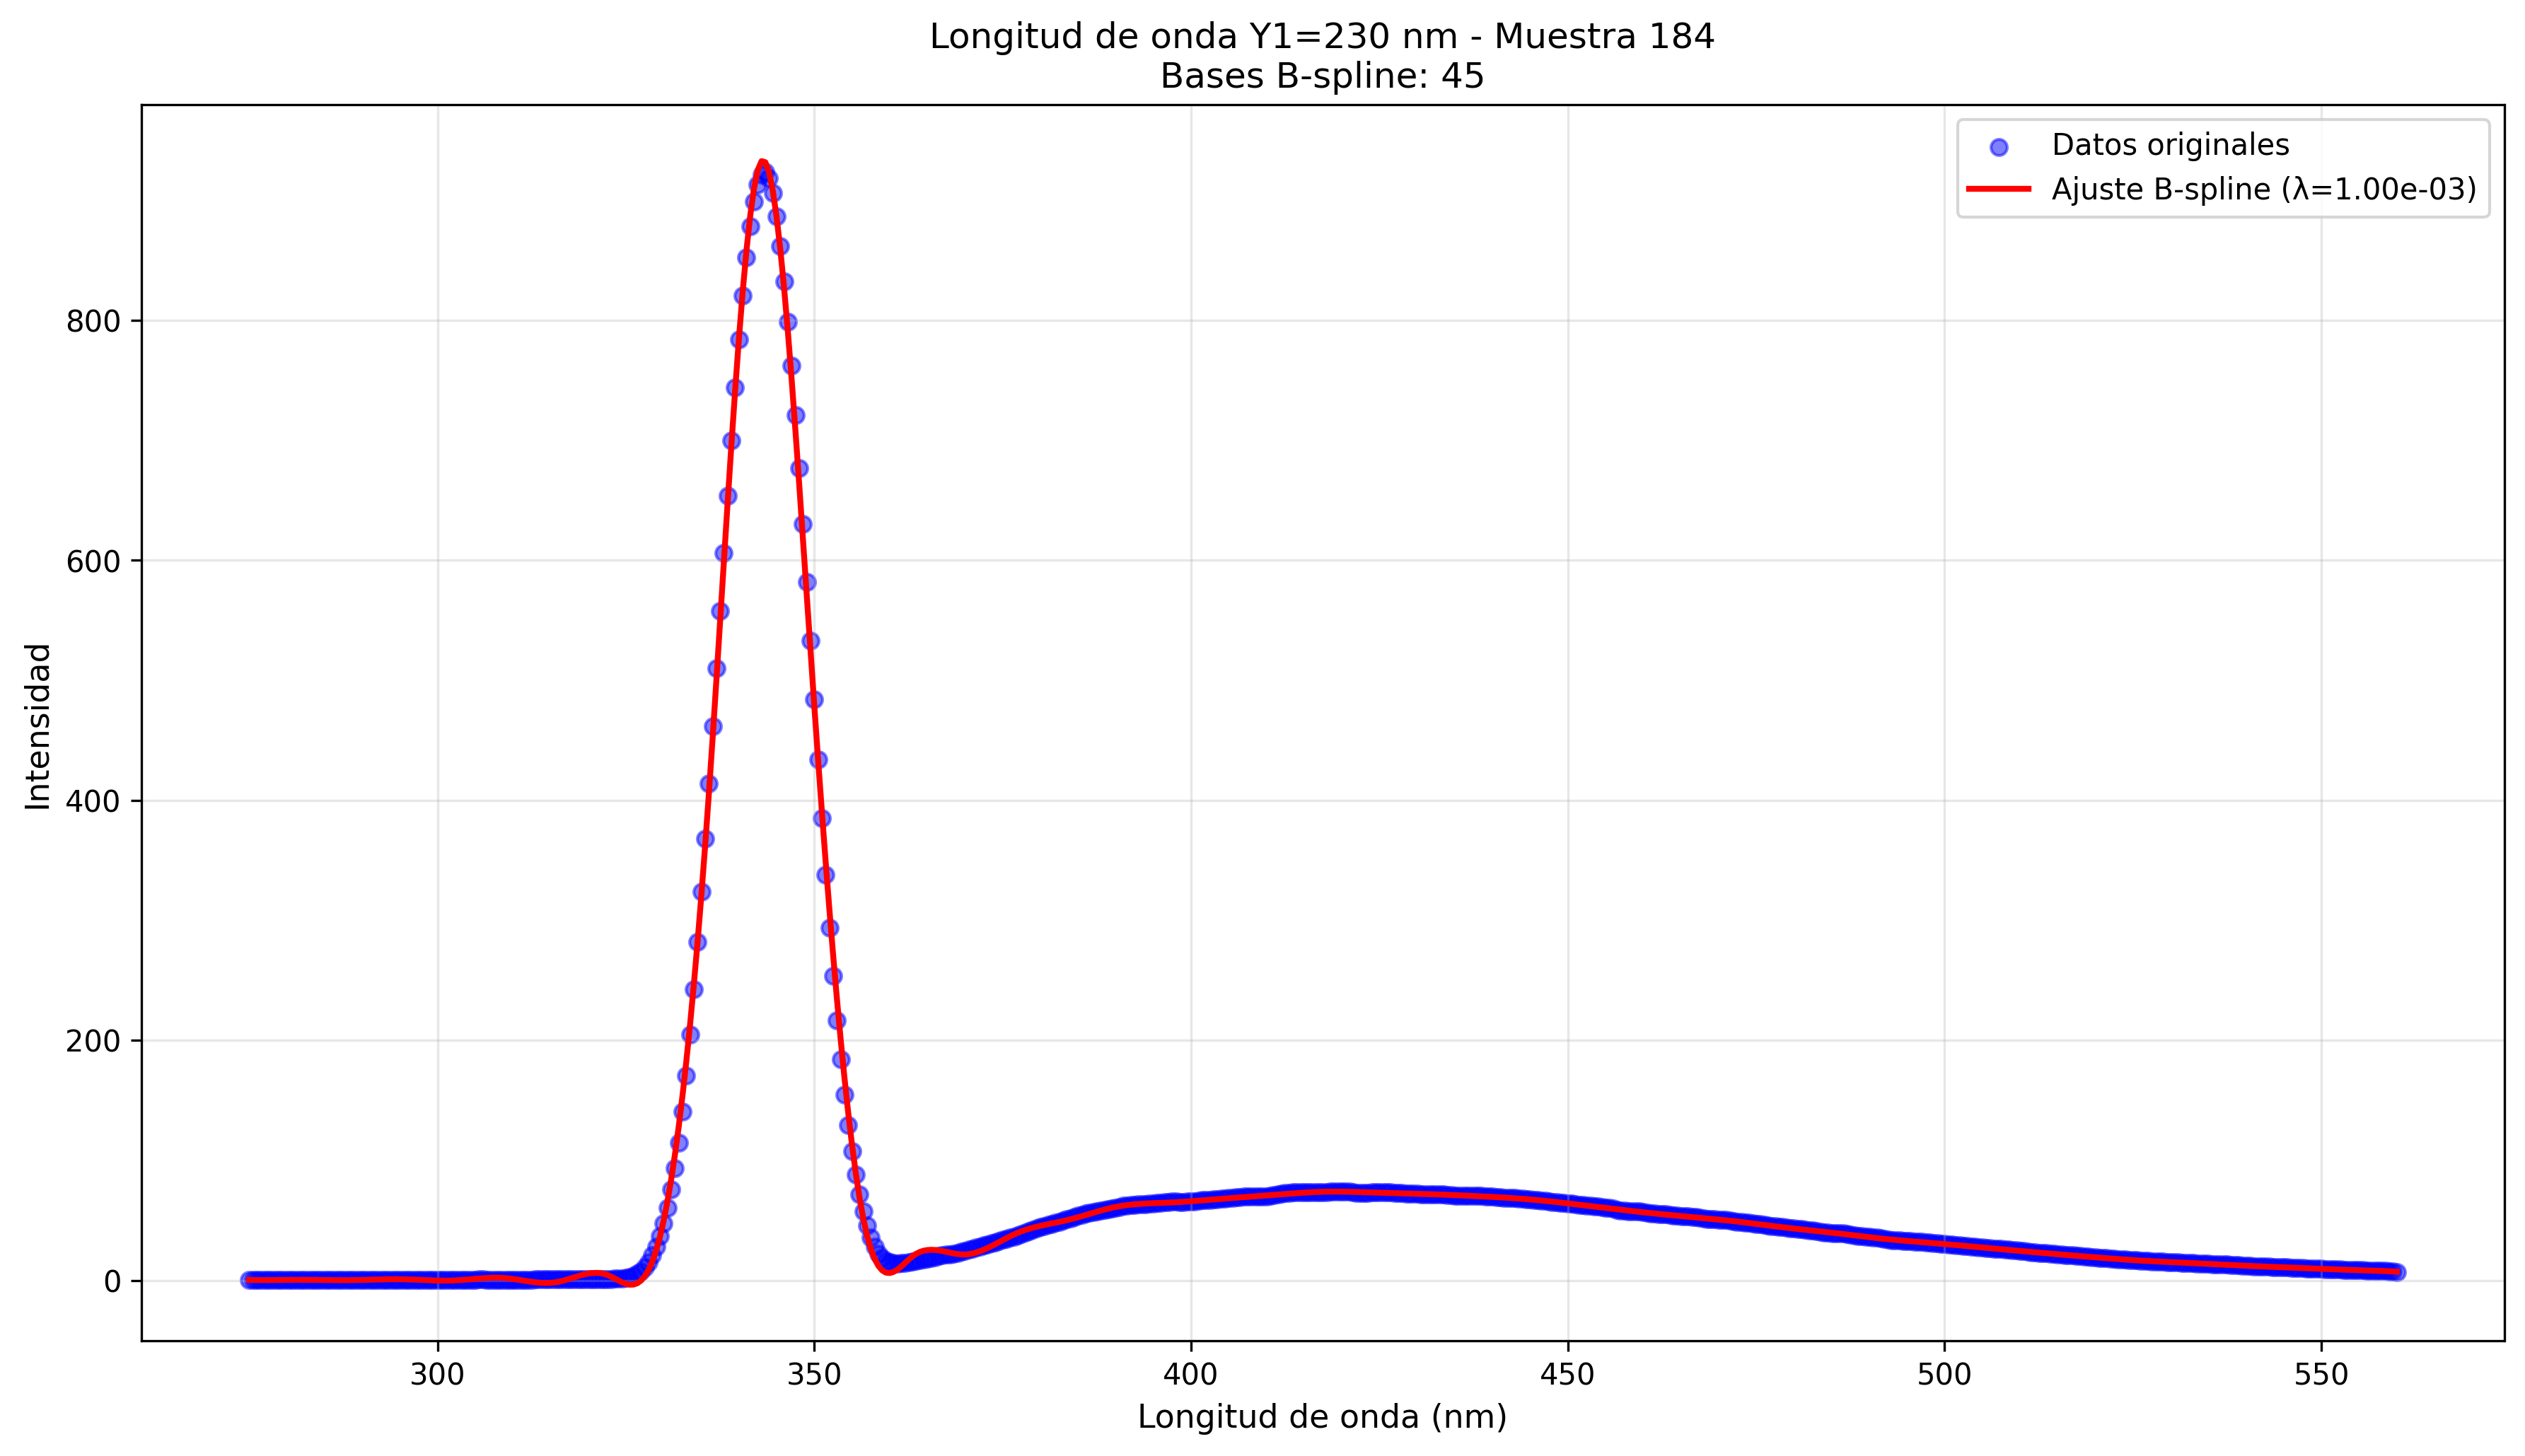 Longitud de onda Y1=230 nm - Muestra 184
Bases B-spline: 45
Datos originales
Ajuste B-spline (λ=1.00e-03)
Intensidad
800
600
400
200
0
300
350
400
450
500
550
Longitud de onda (nm)